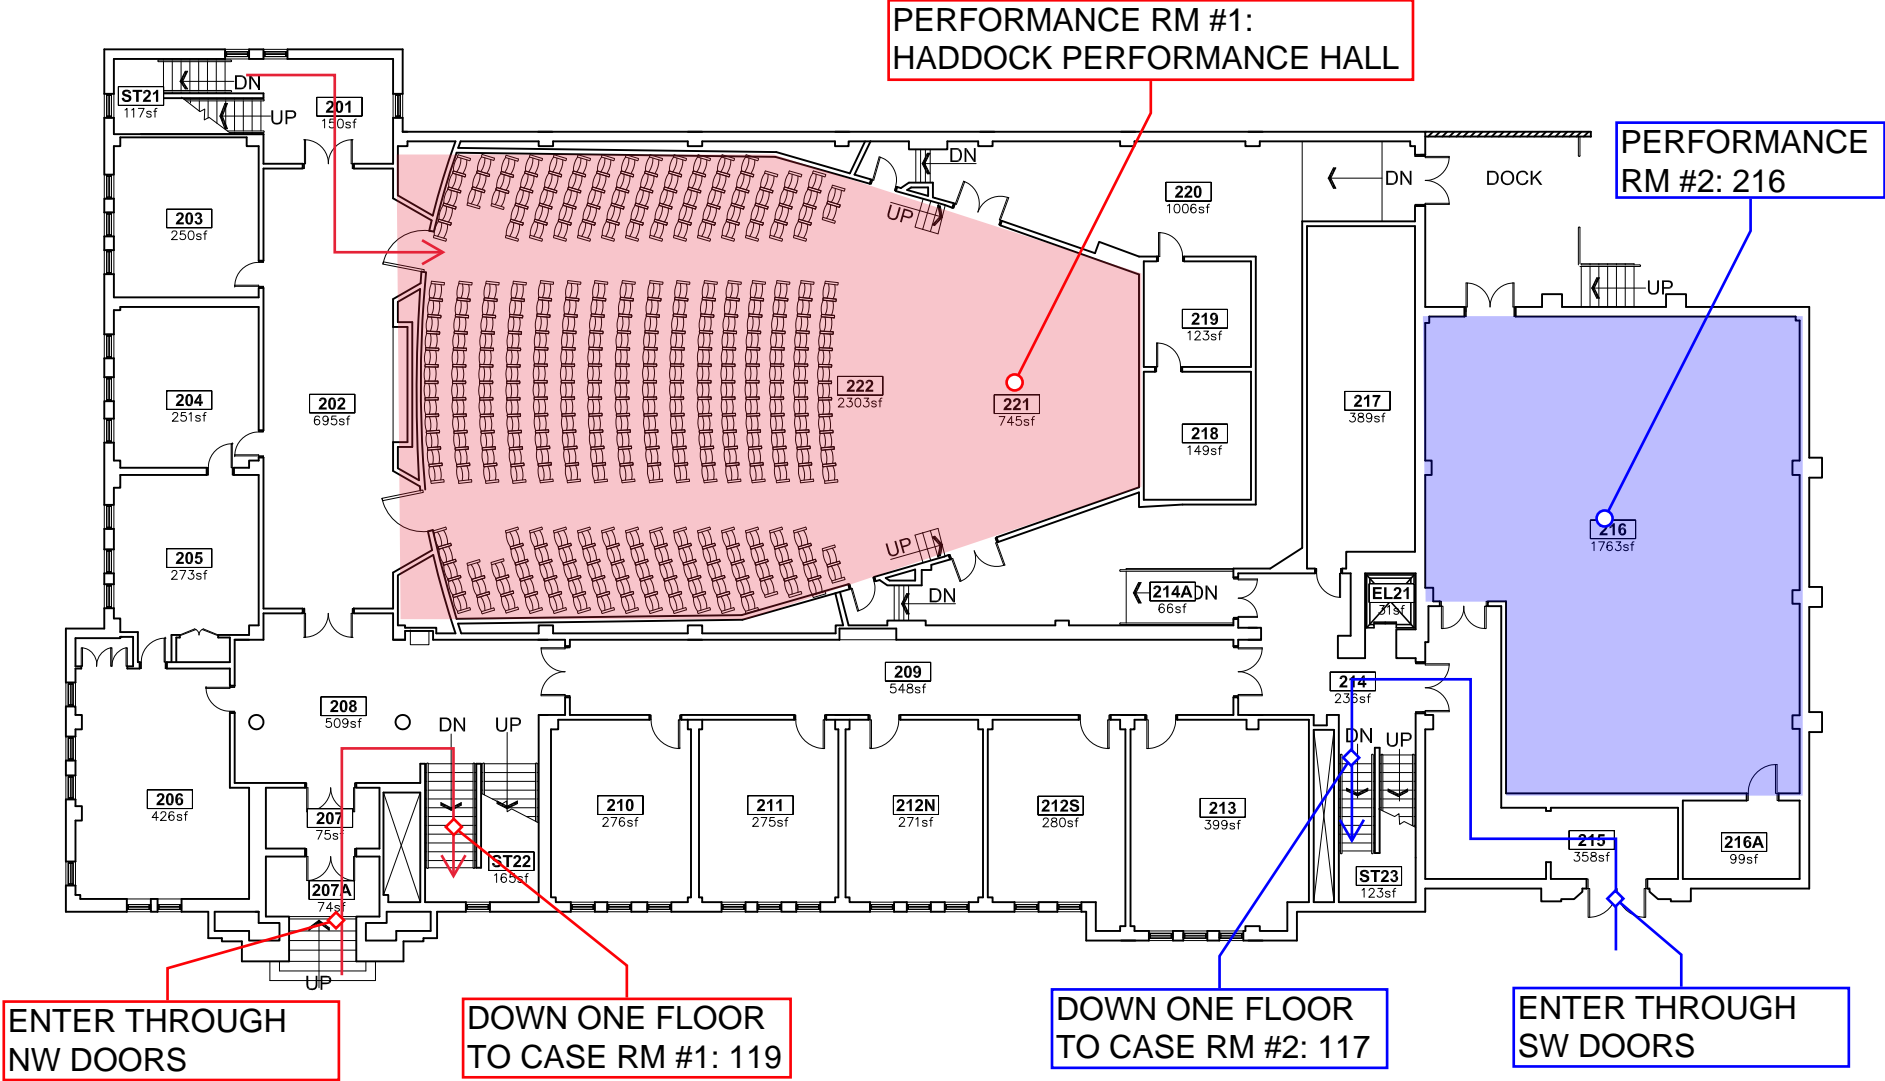 PERFORMANCE RM #1:
HADDOCK PERFORMANCE HALL
PERFORMANCE
RM #2: 216
ST21
117sf
DN
UP
201
150sf
203
250sf
204
251sf
202
695sf
205
273sf
222
2303sf
221
745sf
UP
DN
UP
DN
220
1006sf
219
123sf
218
149sf
DN
DOCK
UP
217
389sf
216
1763sf
214A
66sf
DN
EL21
31sf
209
548sf
214
236sf
208
509sf
DN
UP
206
426sf
207
75sf
207A
74sf
UP
ST22
165sf
210
276sf
211
275sf
212N
271sf
212S
280sf
213
399sf
DN
UP
ST23
123sf
215
358sf
216A
99sf
ENTER THROUGH
NW DOORS
DOWN ONE FLOOR
TO CASE RM #1: 119
DOWN ONE FLOOR
TO CASE RM #2: 117
ENTER THROUGH
SW DOORS